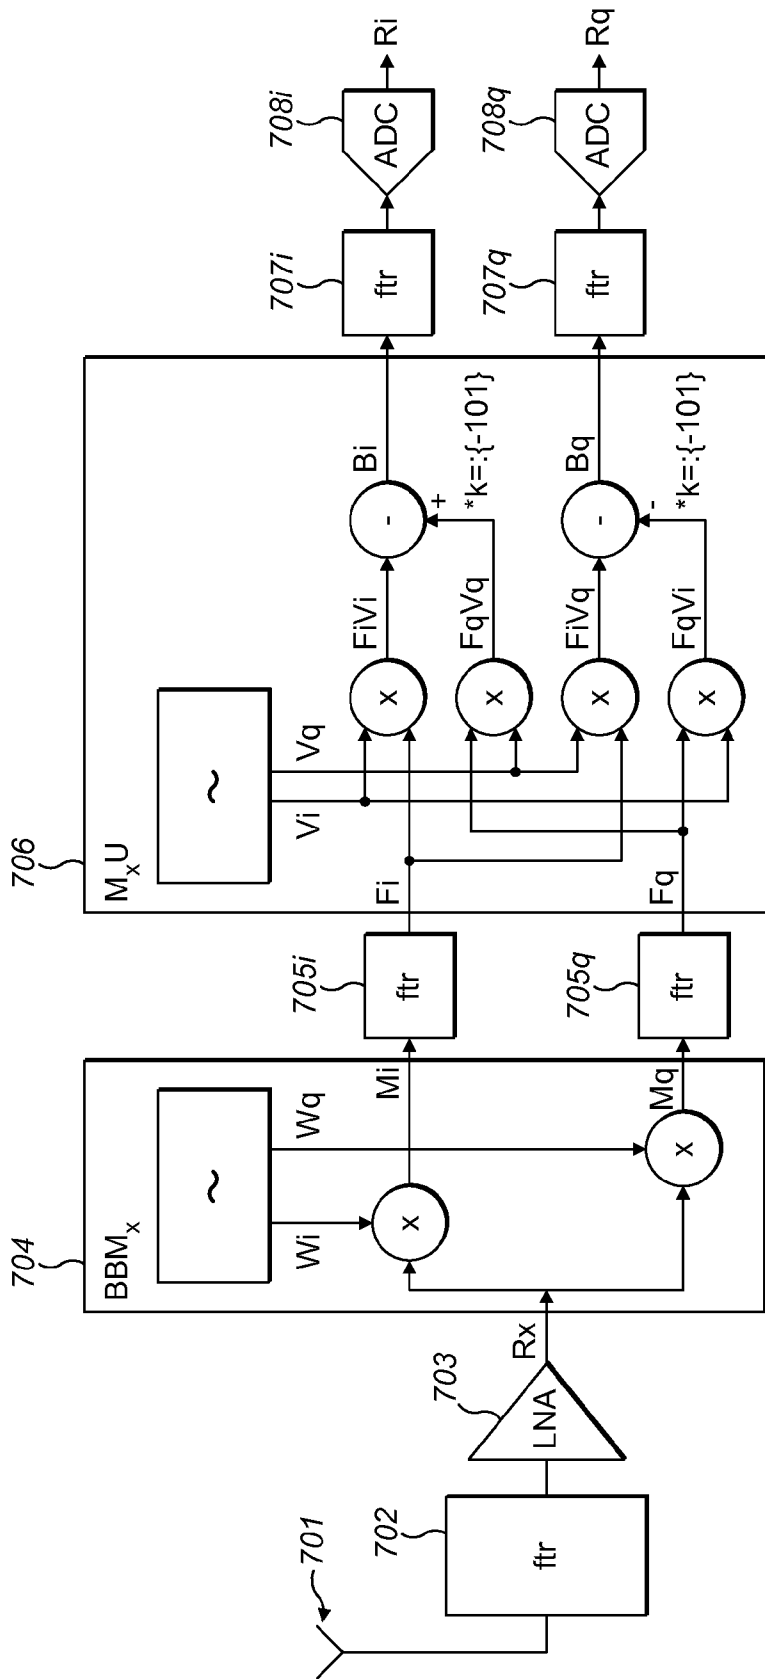 701
702
ftr
703
LNA
Rx
704
BBMx
~
Wi
Wq
x
x
Mi
Mq
705i
ftr
705q
ftr
Fi
Fq
706
MxU
~
Vi
Vq
x
x
x
x
FiVi
FqVq
FiVq
FqVi
-
+
*k=:{-101}
-
-
*k=:{-101}
Bi
Bq
707i
ftr
707q
ftr
708i
ADC
708q
ADC
Ri
Rq